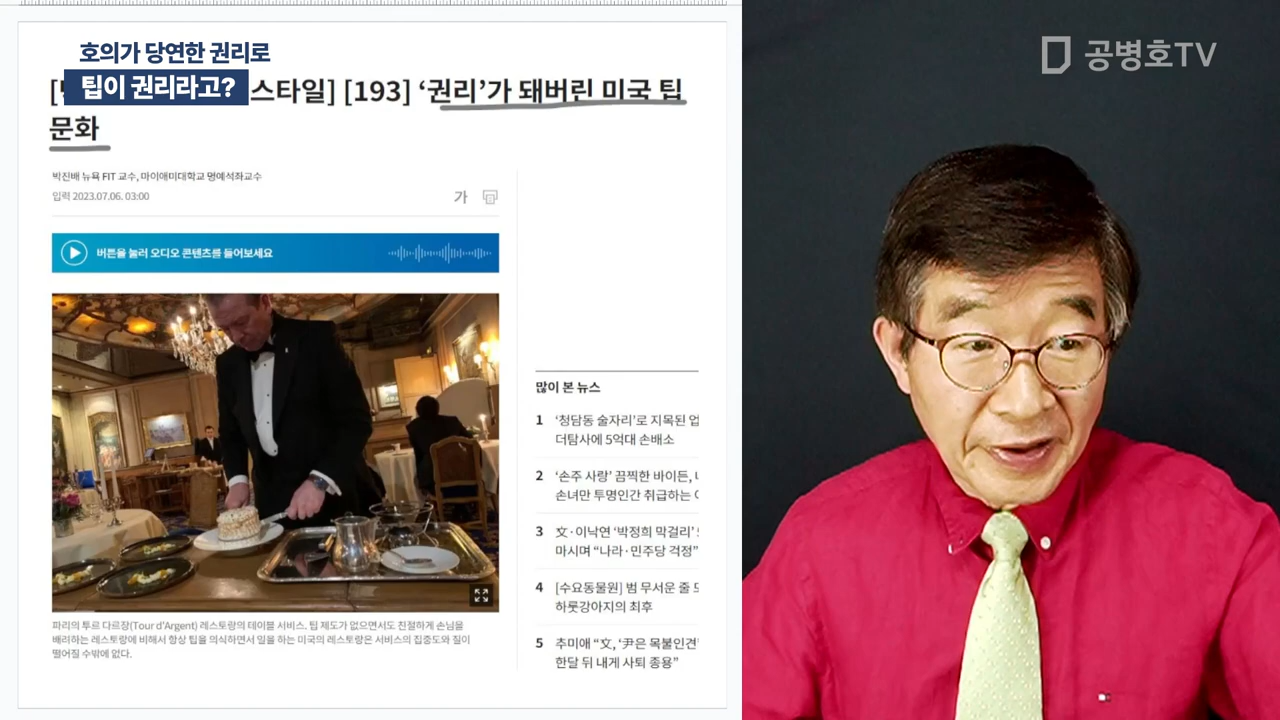 호의가 당연한 권리로
팁이 권리라고?
스타일] [193] ‘권리’가 돼버린 미국 팁
문화
박진배 뉴욕 FIT 교수, 마이애미대학교 명예석좌교수
입력 2023.07.06. 03:00
가
버튼을 눌러 오디오 콘텐츠를 들어보세요
파리의 투르 다르장(Tour d'Argent) 레스토랑의 테이블 서비스. 팁 제도가 없으면서도 친절하게 손님을
배려하는 레스토랑에 비해서 항상 팁을 의식하면서 일을 하는 미국의 레스토랑은 서비스의 집중도와 질이
떨어질 수밖에 없다.
많이 본 뉴스
1 ‘청담동 술자리’로 지목된 업
더탐사에 5억대 손배소
2 ‘손주 사랑’ 끔찍한 바이든,
손녀만 투명인간 취급하는
3 文·이낙연 ‘박정희 막걸리’
마시며 “나라·민주당 걱정”
4 [수요동물원] 범 무서운 줄
하룻강아지의 최후
5 추미애 “文, ‘尹은 목불인견’
한달 뒤 내게 사퇴 종용”
공병호TV